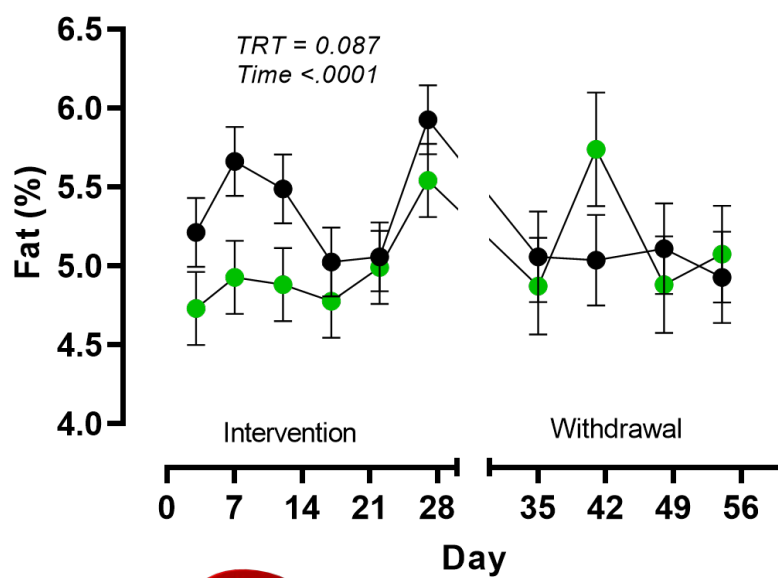 6.5
TRT = 0.087
Time <.0001
6.0
5.5
Fat (%)
5.0
4.5
4.0
Intervention
Withdrawal
0 7 14 21 28 35 42 49 56
Day